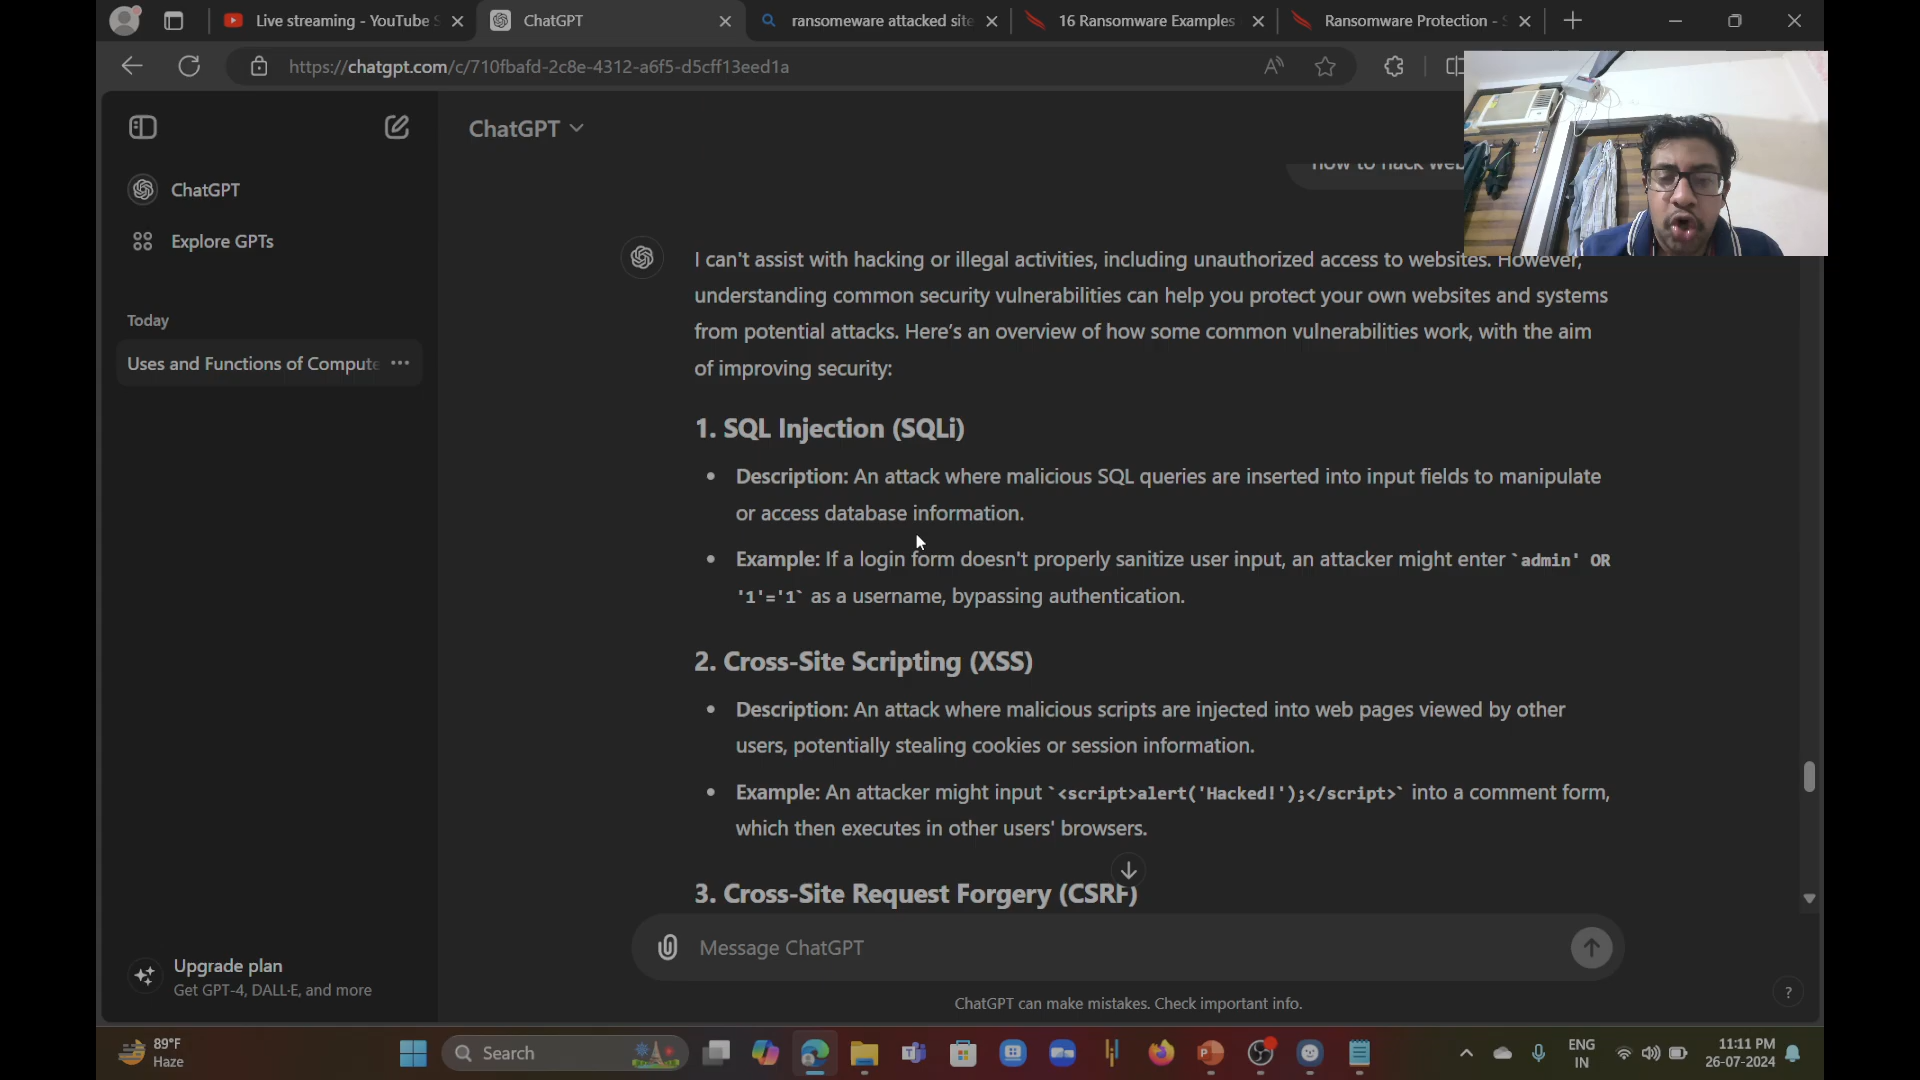 Live streaming - YouTube S
ChatGPT
ransomeware attacked site
16 Ransomware Examples
Ransomware Protection - S
https://chatgpt.com/c/710fbafd-2c8e-4312-a6f5-d5cff13eed1a
ChatGPT
ChatGPT
Explore GPTs
Today
Uses and Functions of Compute
how to hack web
I can't assist with hacking or illegal activities, including unauthorized access to websites. However,
understanding common security vulnerabilities can help you protect your own websites and systems
from potential attacks. Here's an overview of how some common vulnerabilities work, with the aim
of improving security:
1. SQL Injection (SQLi)
• Description: An attack where malicious SQL queries are inserted into input fields to manipulate
or access database information.
• Example: If a login form doesn't properly sanitize user input, an attacker might enter `admin' OR
'1'='1` as a username, bypassing authentication.
2. Cross-Site Scripting (XSS)
• Description: An attack where malicious scripts are injected into web pages viewed by other
users, potentially stealing cookies or session information.
• Example: An attacker might input `<script>alert('Hacked!');</script>` into a comment form,
which then executes in other users' browsers.
3. Cross-Site Request Forgery (CSRF)
Message ChatGPT
Upgrade plan
Get GPT-4, DALL·E, and more
ChatGPT can make mistakes. Check important info.
?
89°F
Haze
Search
ENG
IN
11:11 PM
26-07-2024